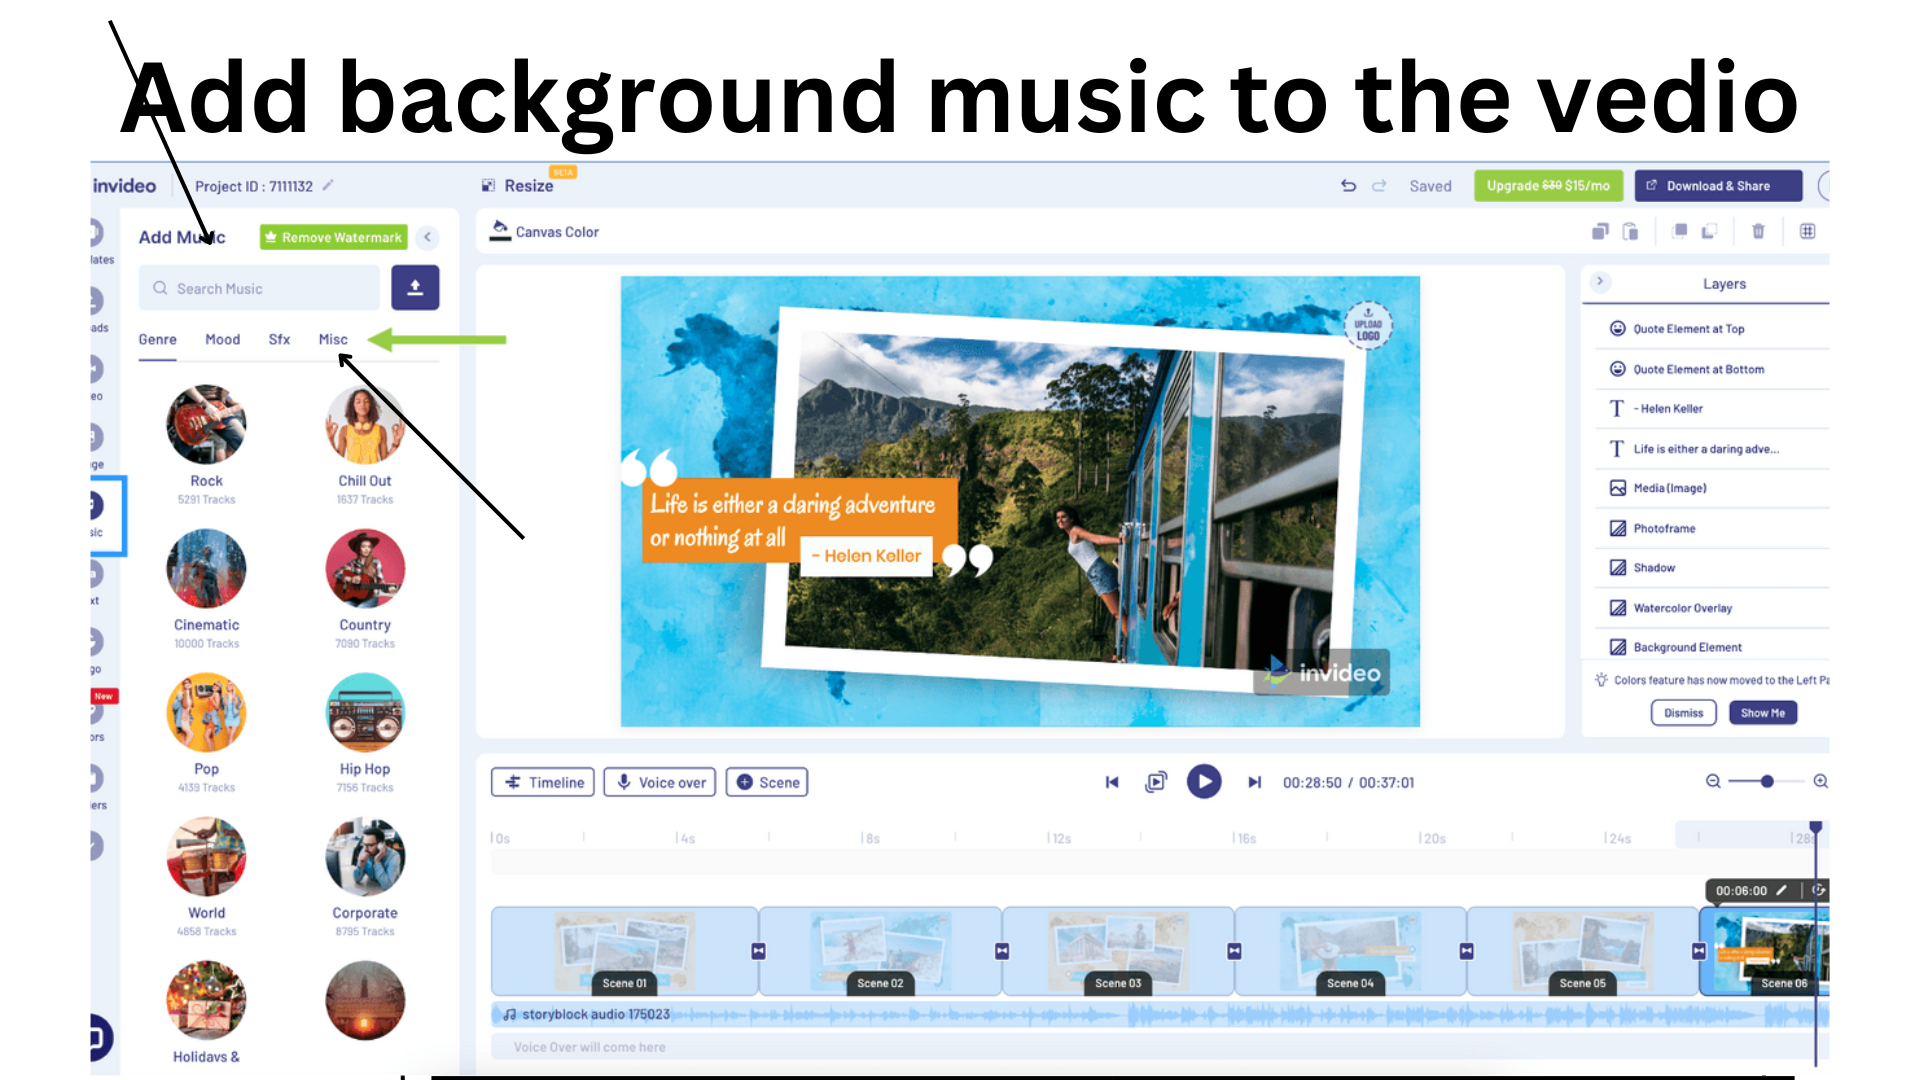 Add background music to the vedio
invideo
Project ID : 7111132
Resize
BETA
Saved
Upgrade $30 $15/mo
Download & Share
Add Music
Remove Watermark
Canvas Color
Search Music
Genre Mood Sfx Misc
lates
ads
eo
ge
sic
xt
go
New
ors
ers
Rock
5291 Tracks
Chill Out
1637 Tracks
Cinematic
10000 Tracks
Country
7090 Tracks
Pop
4139 Tracks
Hip Hop
7156 Tracks
World
4858 Tracks
Corporate
8795 Tracks
Holidays &
UPLOAD
LOGO
Life is either a daring adventure
or nothing at all
- Helen Keller
invideo
Layers
Quote Element at Top
Quote Element at Bottom
- Helen Keller
Life is either a daring adve...
Media (Image)
Photoframe
Shadow
Watercolor Overlay
Background Element
Colors feature has now moved to the Left Pa
Dismiss
Show Me
Timeline
Voice over
Scene
00:28:50 / 00:37:01
0s 4s 8s 12s 16s 20s 24s 28s
00:06:00
Scene 01
Scene 02
Scene 03
Scene 04
Scene 05
Scene 06
storyblock audio 175023
Voice Over will come here